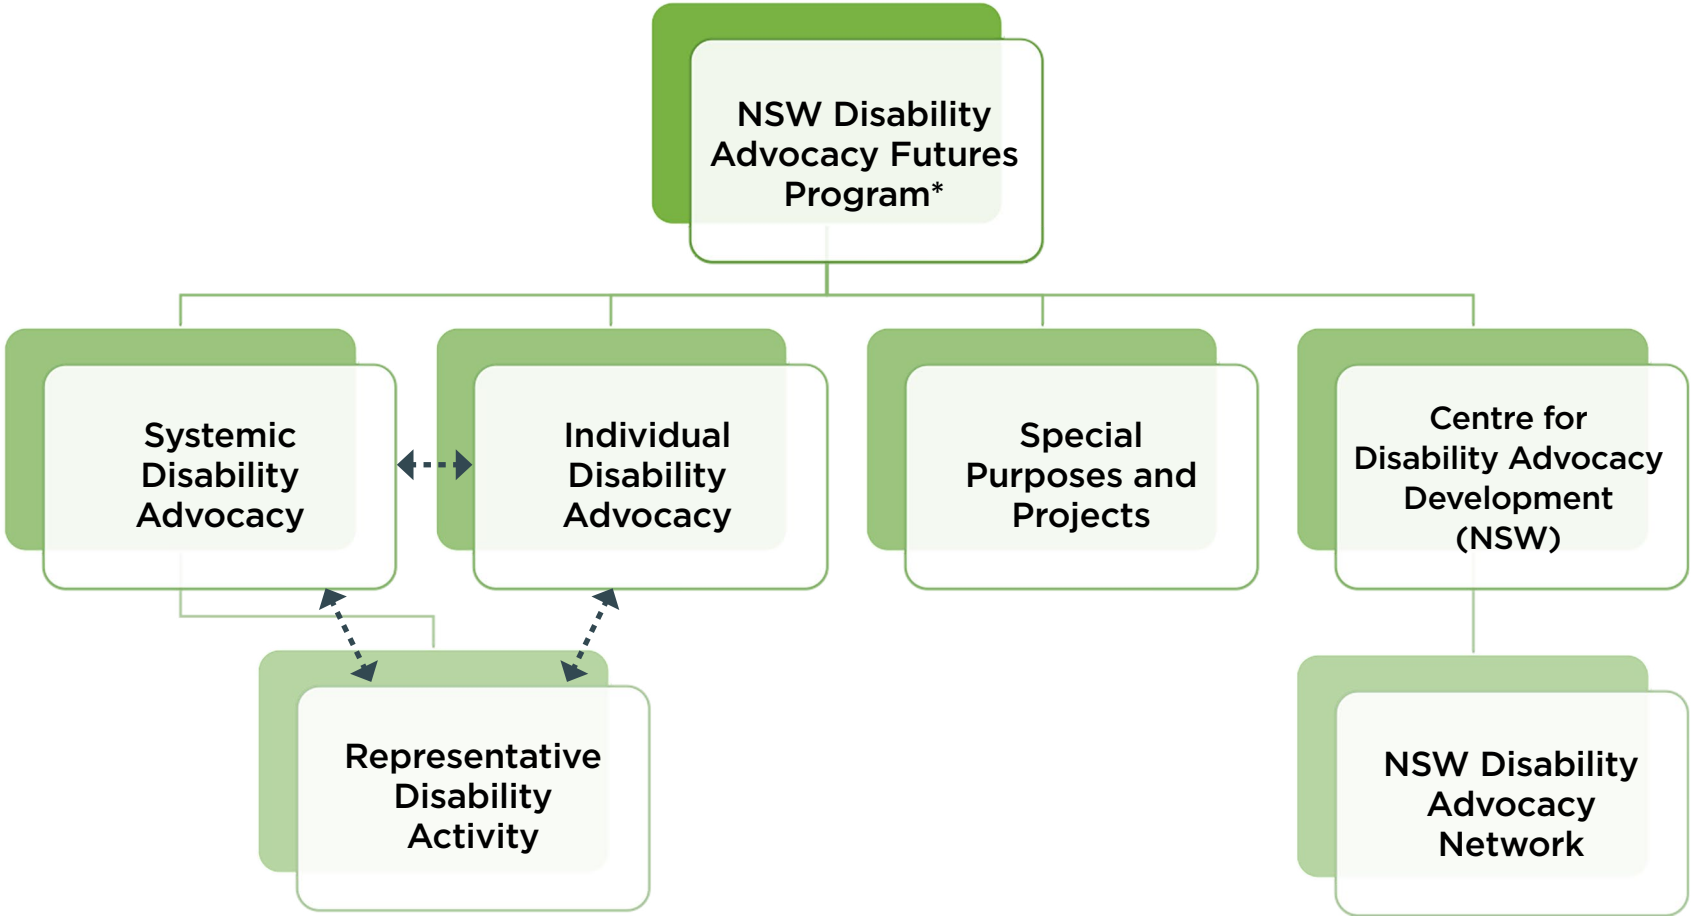 NSW Disability
Advocacy Futures
Program*
Systemic
Disability
Advocacy
Individual
Disability
Advocacy
Special
Purposes and
Projects
Centre for
Disability Advocacy
Development
(NSW)
Representative
Disability
Activity
NSW Disability
Advocacy
Network